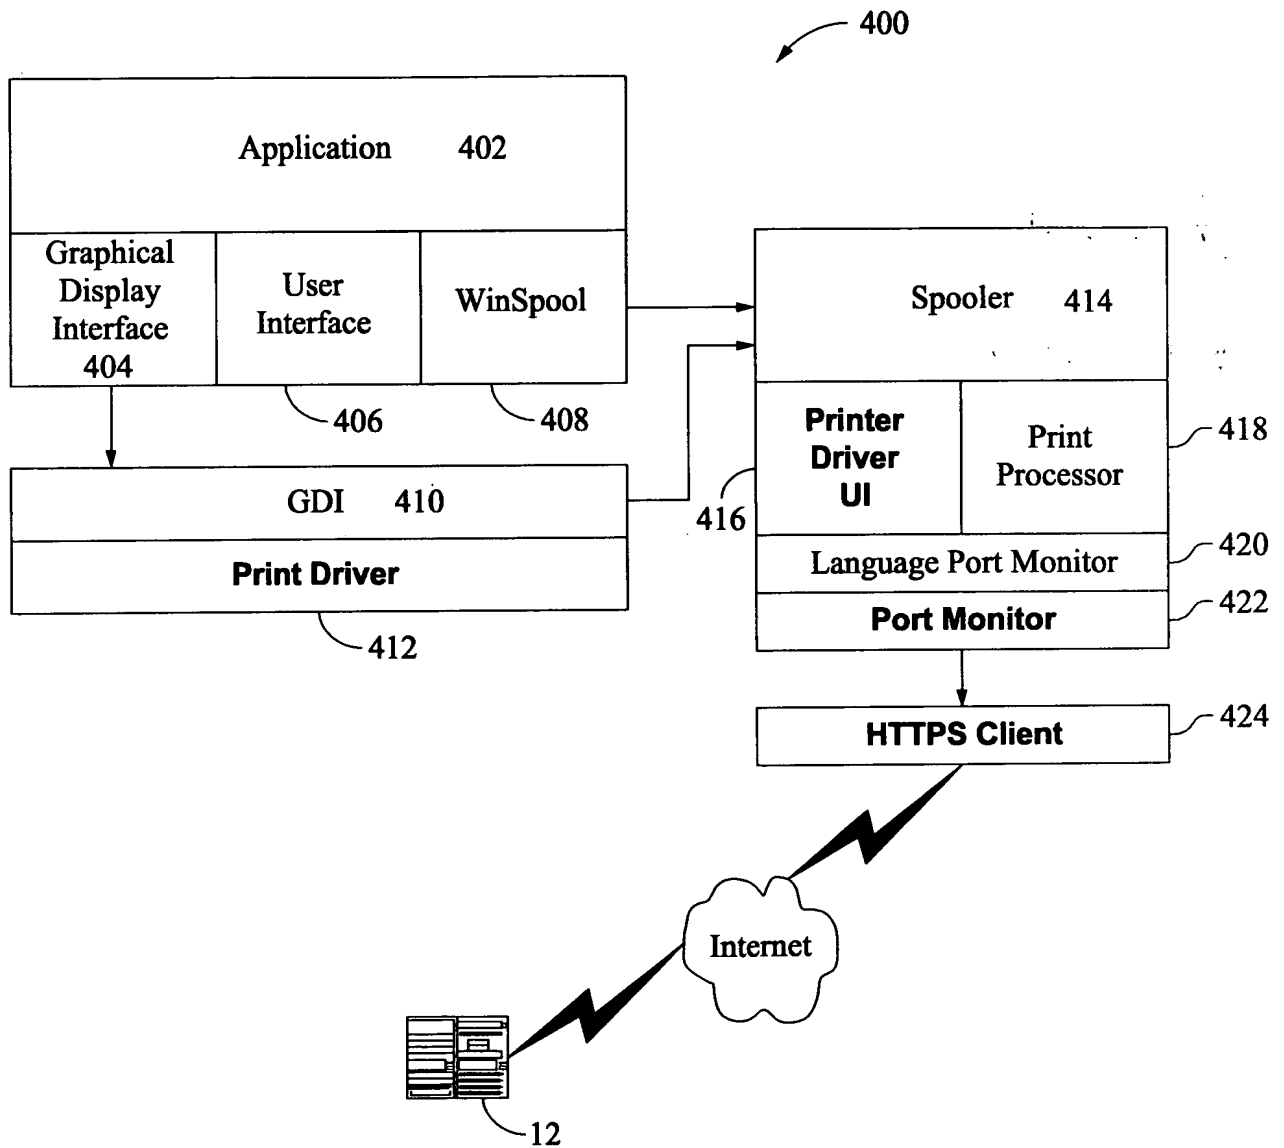 400
Application 402
Graphical
Display
Interface
404
User
Interface
WinSpool
406
408
GDI 410
Print Driver
412
Spooler 414
Printer
Driver
UI
416
Print
Processor
418
Language Port Monitor
420
Port Monitor
422
HTTPS Client
424
Internet
12